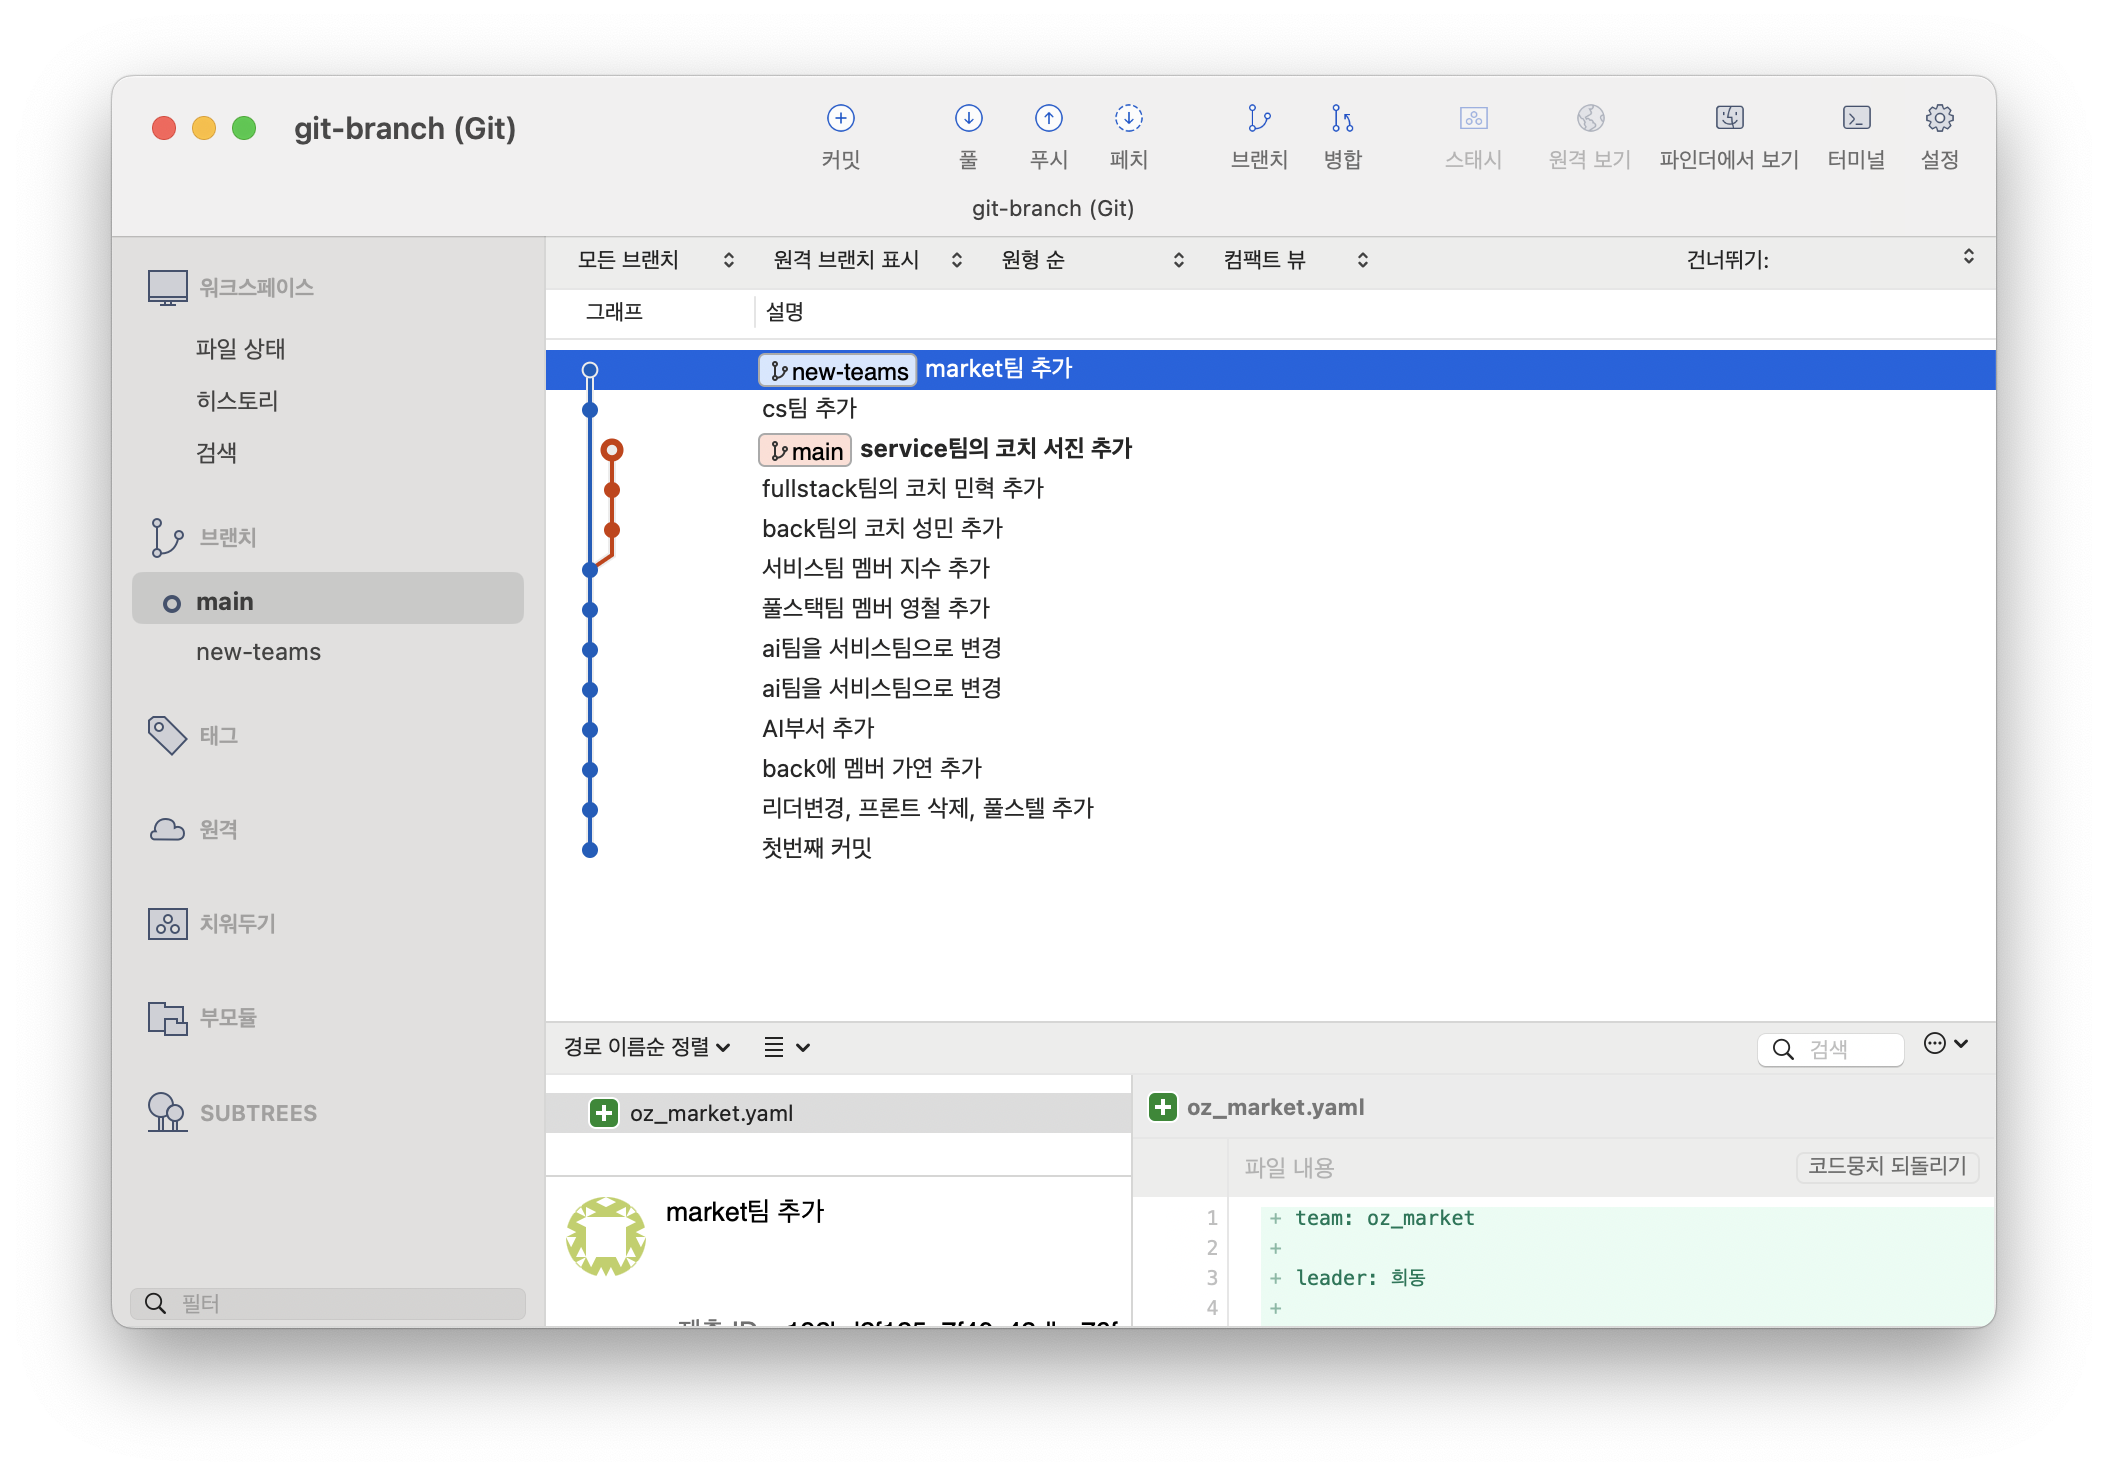 git-branch (Git)
커밋
풀
푸시
페치
브랜치
병합
스태시
원격 보기
파인더에서 보기
터미널
설정
git-branch (Git)
워크스페이스
파일 상태
히스토리
검색
브랜치
main
new-teams
태그
원격
치워두기
부모듈
SUBTREES
필터
모든 브랜치
원격 브랜치 표시
원형 순
컴팩트 뷰
건너뛰기:
그래프
설명
new-teams market팀 추가
cs팀 추가
main service팀의 코치 서진 추가
fullstack팀의 코치 민혁 추가
back팀의 코치 성민 추가
서비스팀 멤버 지수 추가
풀스택팀 멤버 영철 추가
ai팀을 서비스팀으로 변경
ai팀을 서비스팀으로 변경
AI부서 추가
back에 멤버 가연 추가
리더변경, 프론트 삭제, 풀스텔 추가
첫번째 커밋
경로 이름순 정렬
검색
oz_market.yaml
market팀 추가
oz_market.yaml
파일 내용
코드뭉치 되돌리기
1 + team: oz_market
2 +
3 + leader: 희동
4 +